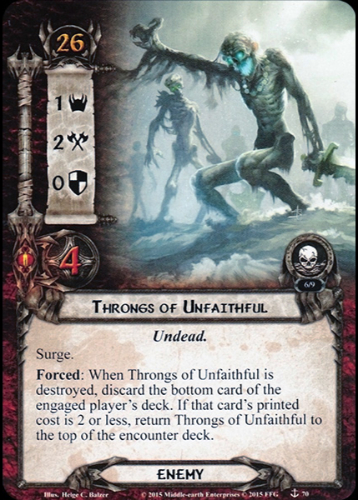 26
1
2
0
4
6/9
THRONGS OF UNFAITHFUL
Undead.
Surge.
Forced: When Throngs of Unfaithful is
destroyed, discard the bottom card of the
engaged player's deck. If that card's printed
cost is 2 or less, return Throngs of Unfaithful to
the top of the encounter deck.
ENEMY
Illus. Helge C. Balzer © 2015 Middle-earth Enterprises © 2015 FFG 70